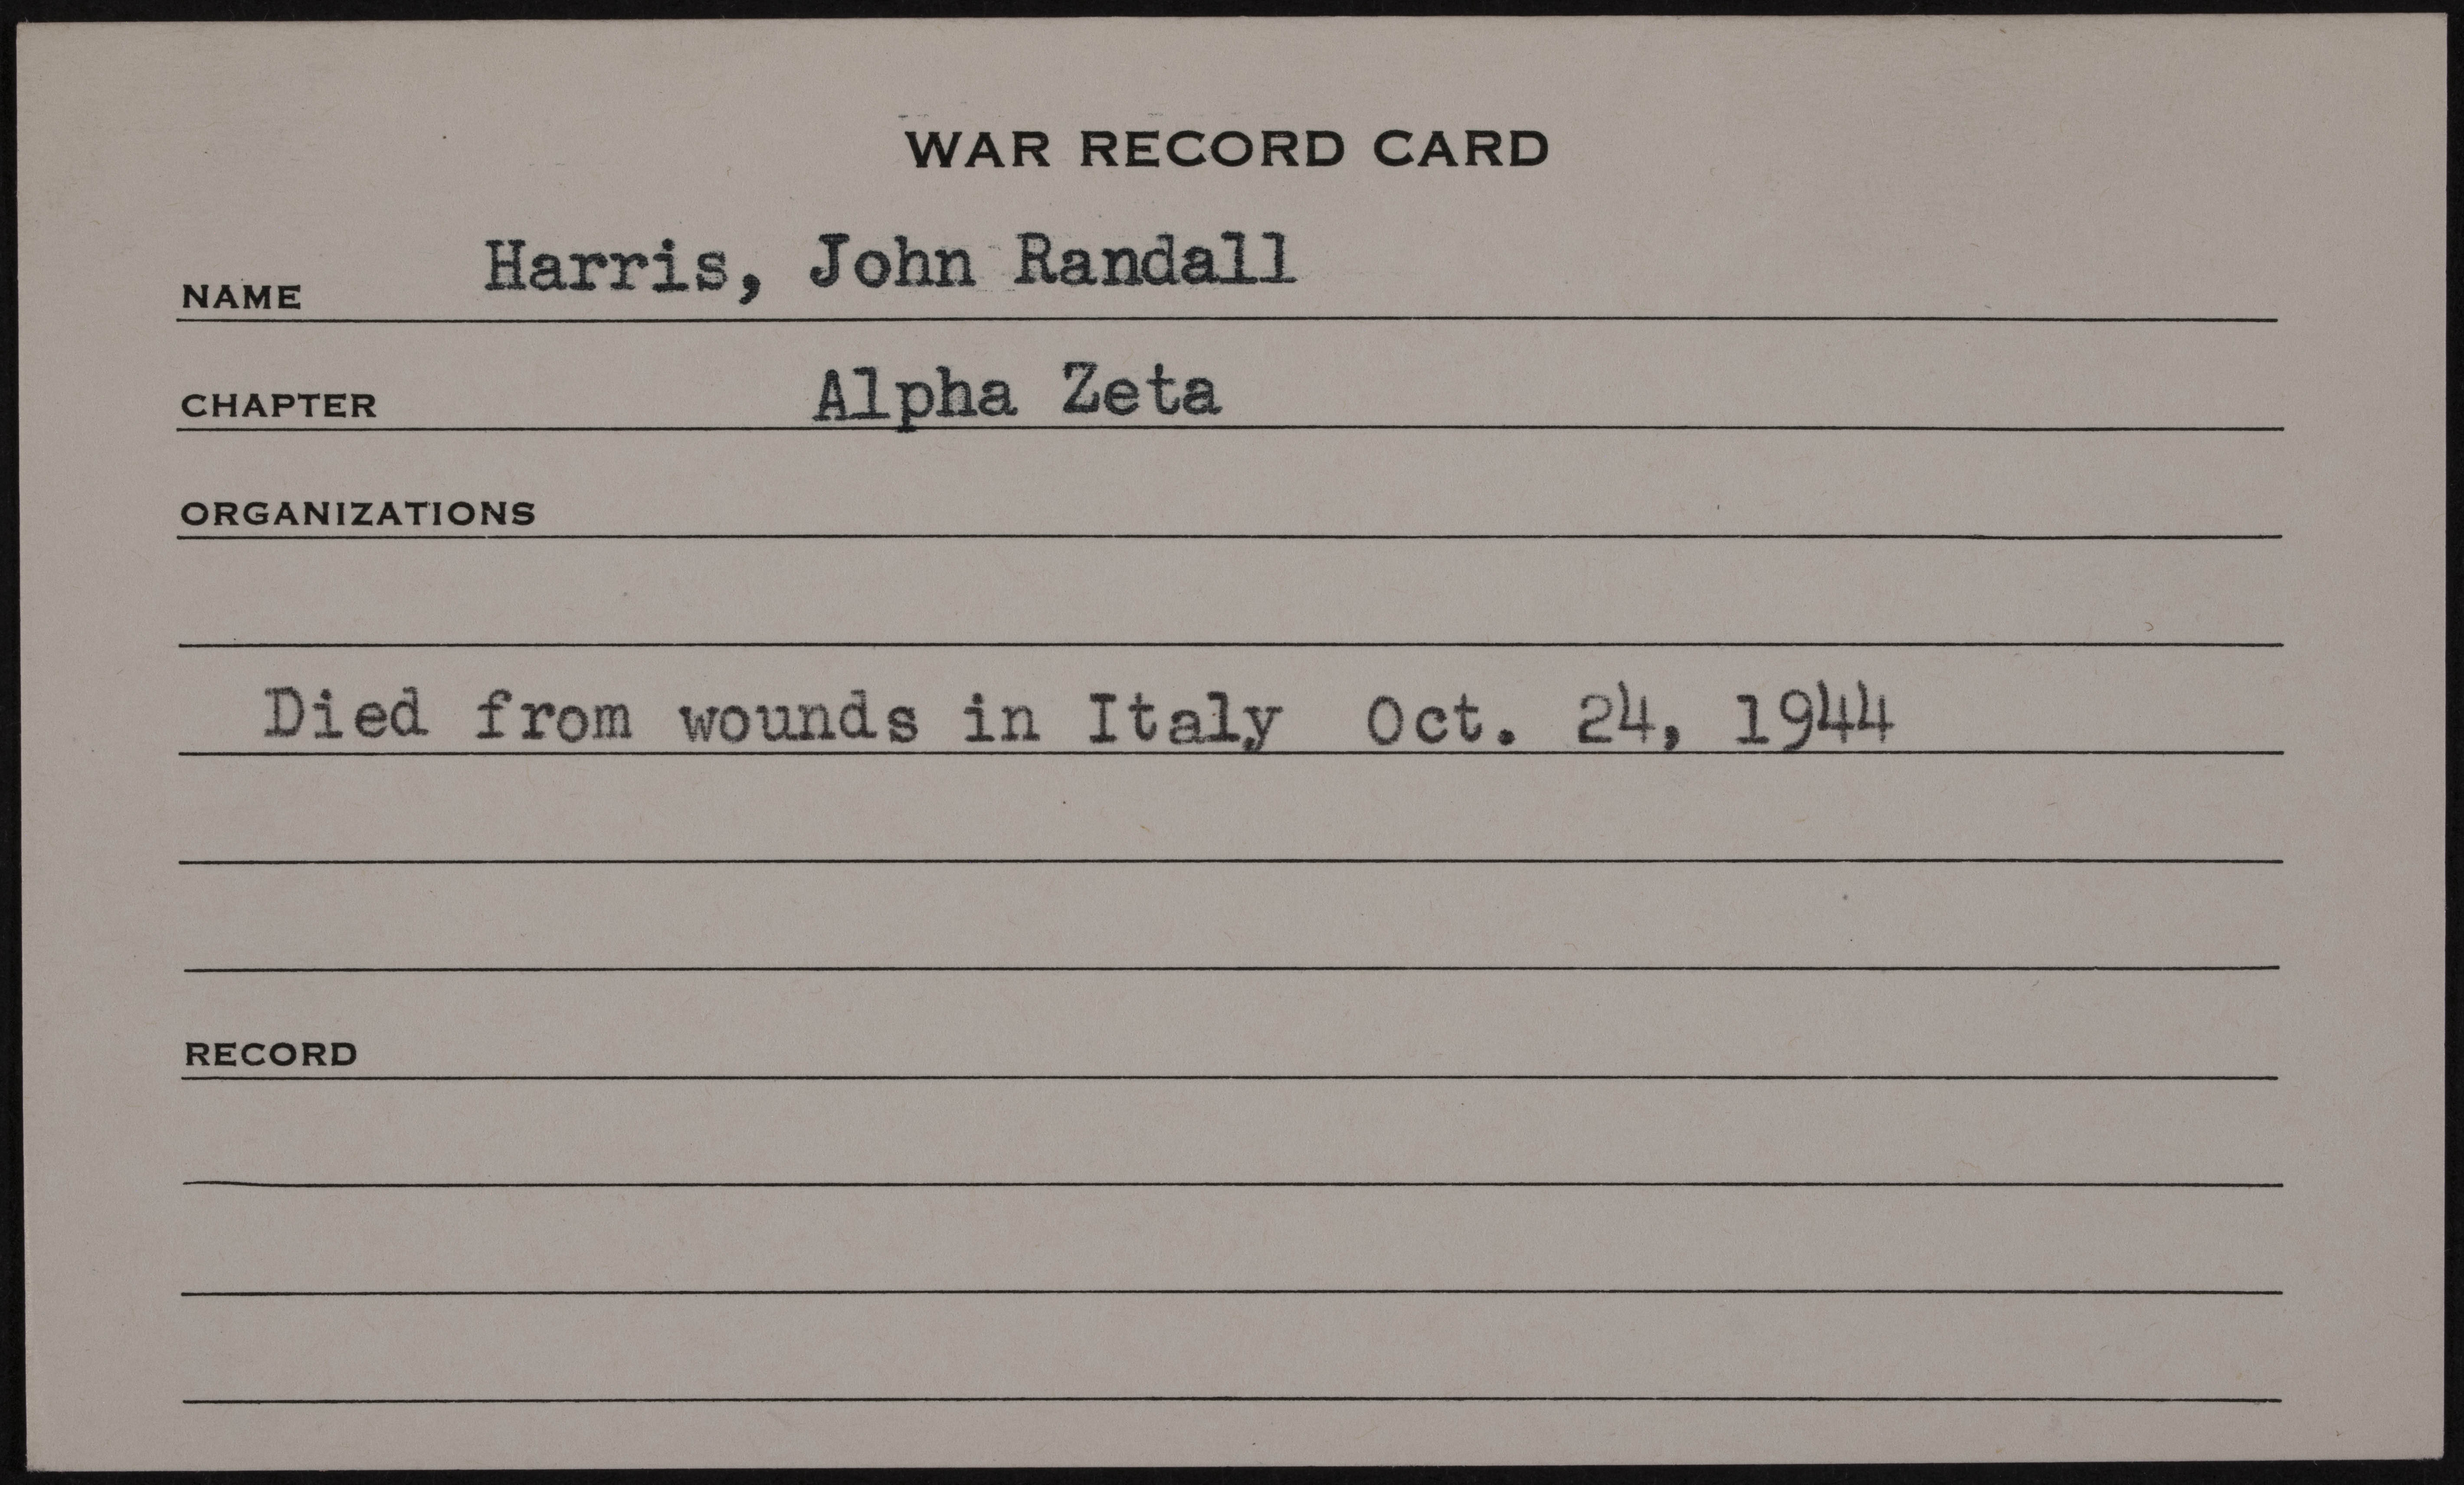 WAR RECORD CARD
NAME Harris, John Randall
CHAPTER Alpha Zeta
ORGANIZATIONS
Died from wounds in Italy Oct. 24, 1944
RECORD